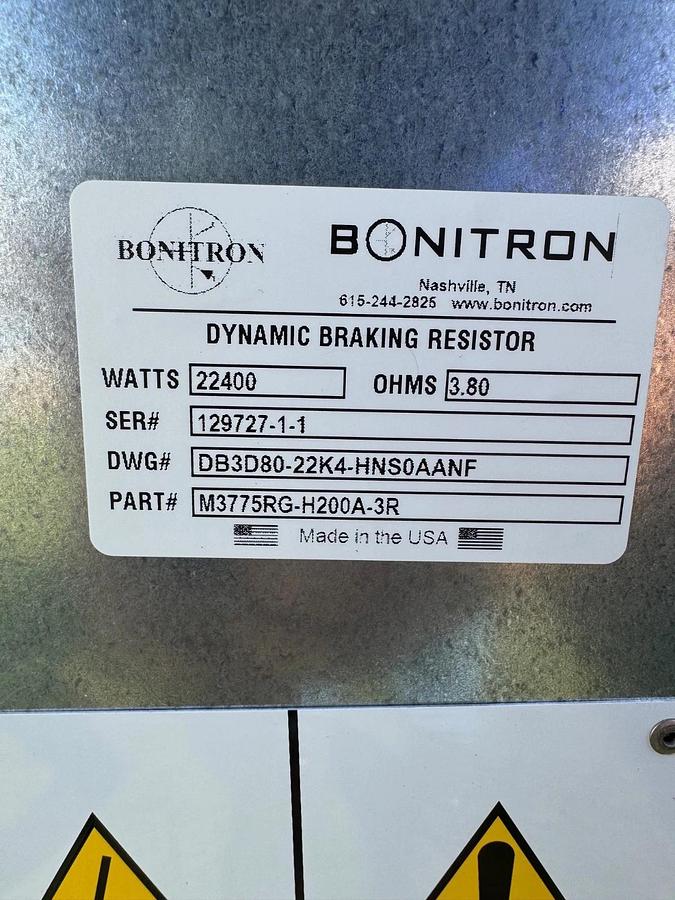 BONITRON
BONITRON
Nashville, TN
615-244-2825 www.bonitron.com
DYNAMIC BRAKING RESISTOR
WATTS 22400 OHMS 3.80
SER# 129727-1-1
DWG# DB3D80-22K4-HNS0AANF
PART# M3775RG-H200A-3R
Made in the USA